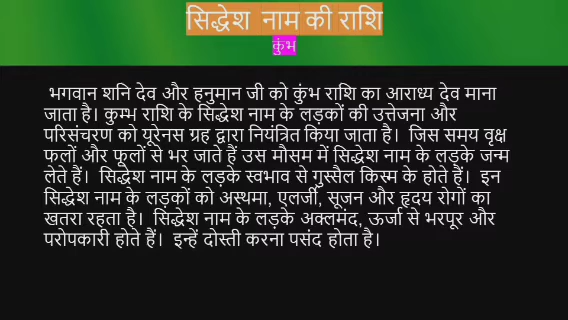 सिद्धेश नाम की राशि
कुंभ
भगवान शनि देव और हनुमान जी को कुंभ राशि का आराध्य देव माना
जाता है। कुम्भ राशि के सिद्धेश नाम के लड़कों की उत्तेजना और
परिसंचरण को यूरेनस ग्रह द्वारा नियंत्रित किया जाता है। जिस समय वृक्ष
फलों और फूलों से भर जाते हैं उस मौसम में सिद्धेश नाम के लड़के जन्म
लेते हैं। सिद्धेश नाम के लड़के स्वभाव से गुस्सैल किस्म के होते हैं। इन
सिद्धेश नाम के लड़कों को अस्थमा, एलर्जी, सूजन और हृदय रोगों का
खतरा रहता है। सिद्धेश नाम के लड़के अक्लमंद, ऊर्जा से भरपूर और
परोपकारी होते हैं। इन्हें दोस्ती करना पसंद होता है।